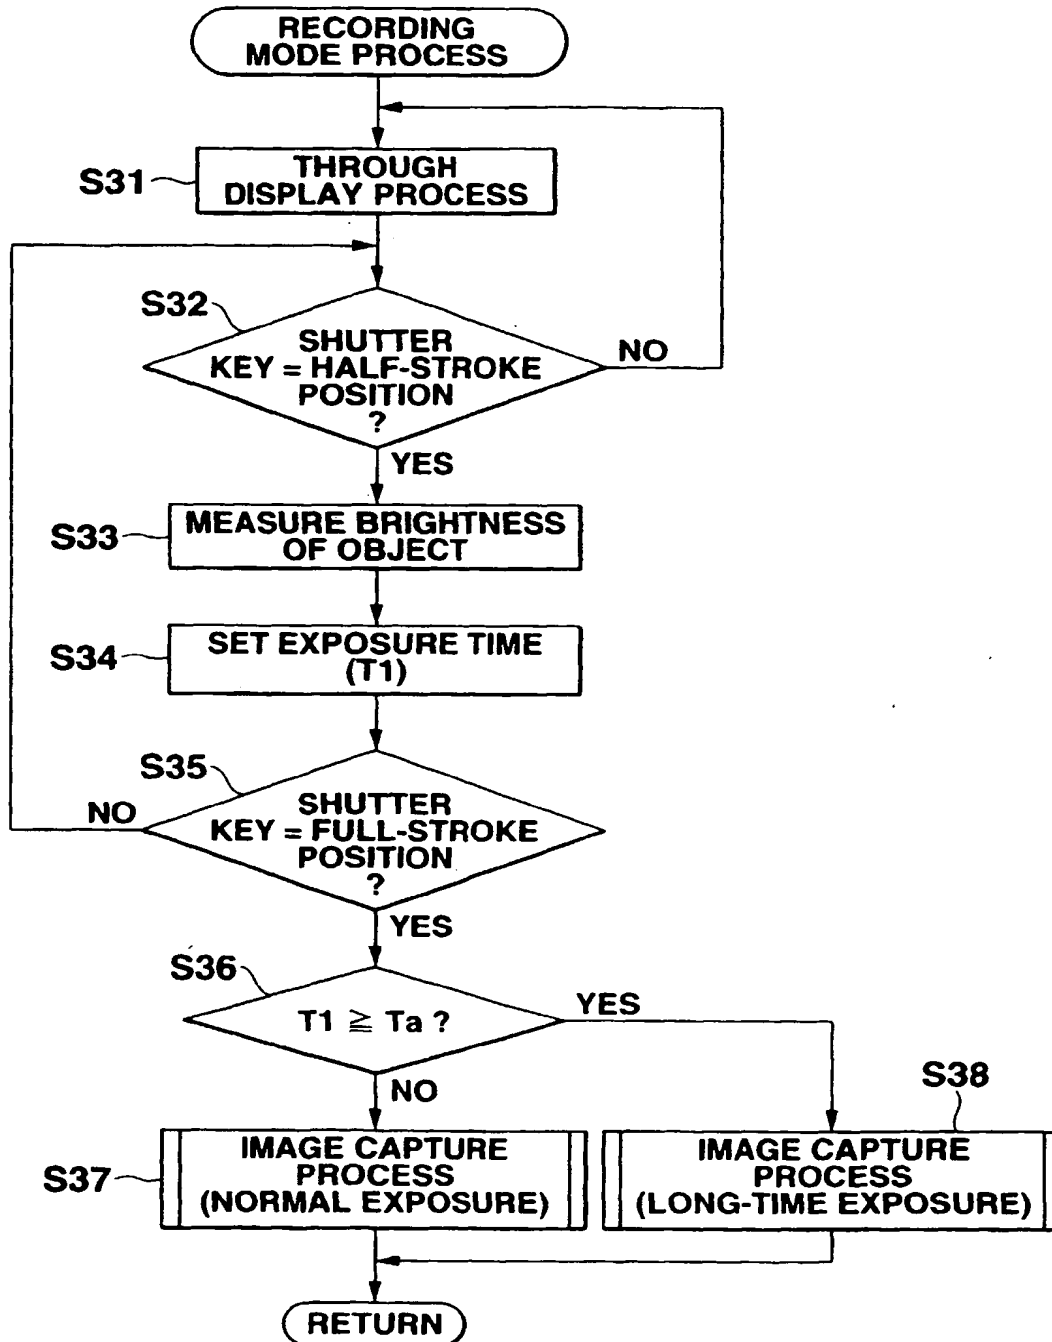 RECORDING
MODE PROCESS
S31
THROUGH
DISPLAY PROCESS
S32
SHUTTER
KEY = HALF-STROKE
POSITION
?
NO
YES
S33
MEASURE BRIGHTNESS
OF OBJECT
S34
SET EXPOSURE TIME
(T1)
S35
SHUTTER
KEY = FULL-STROKE
POSITION
?
NO
YES
S36
T1 ≧ Ta ?
YES
NO
S37
IMAGE CAPTURE
PROCESS
(NORMAL EXPOSURE)
S38
IMAGE CAPTURE
PROCESS
(LONG-TIME EXPOSURE)
RETURN